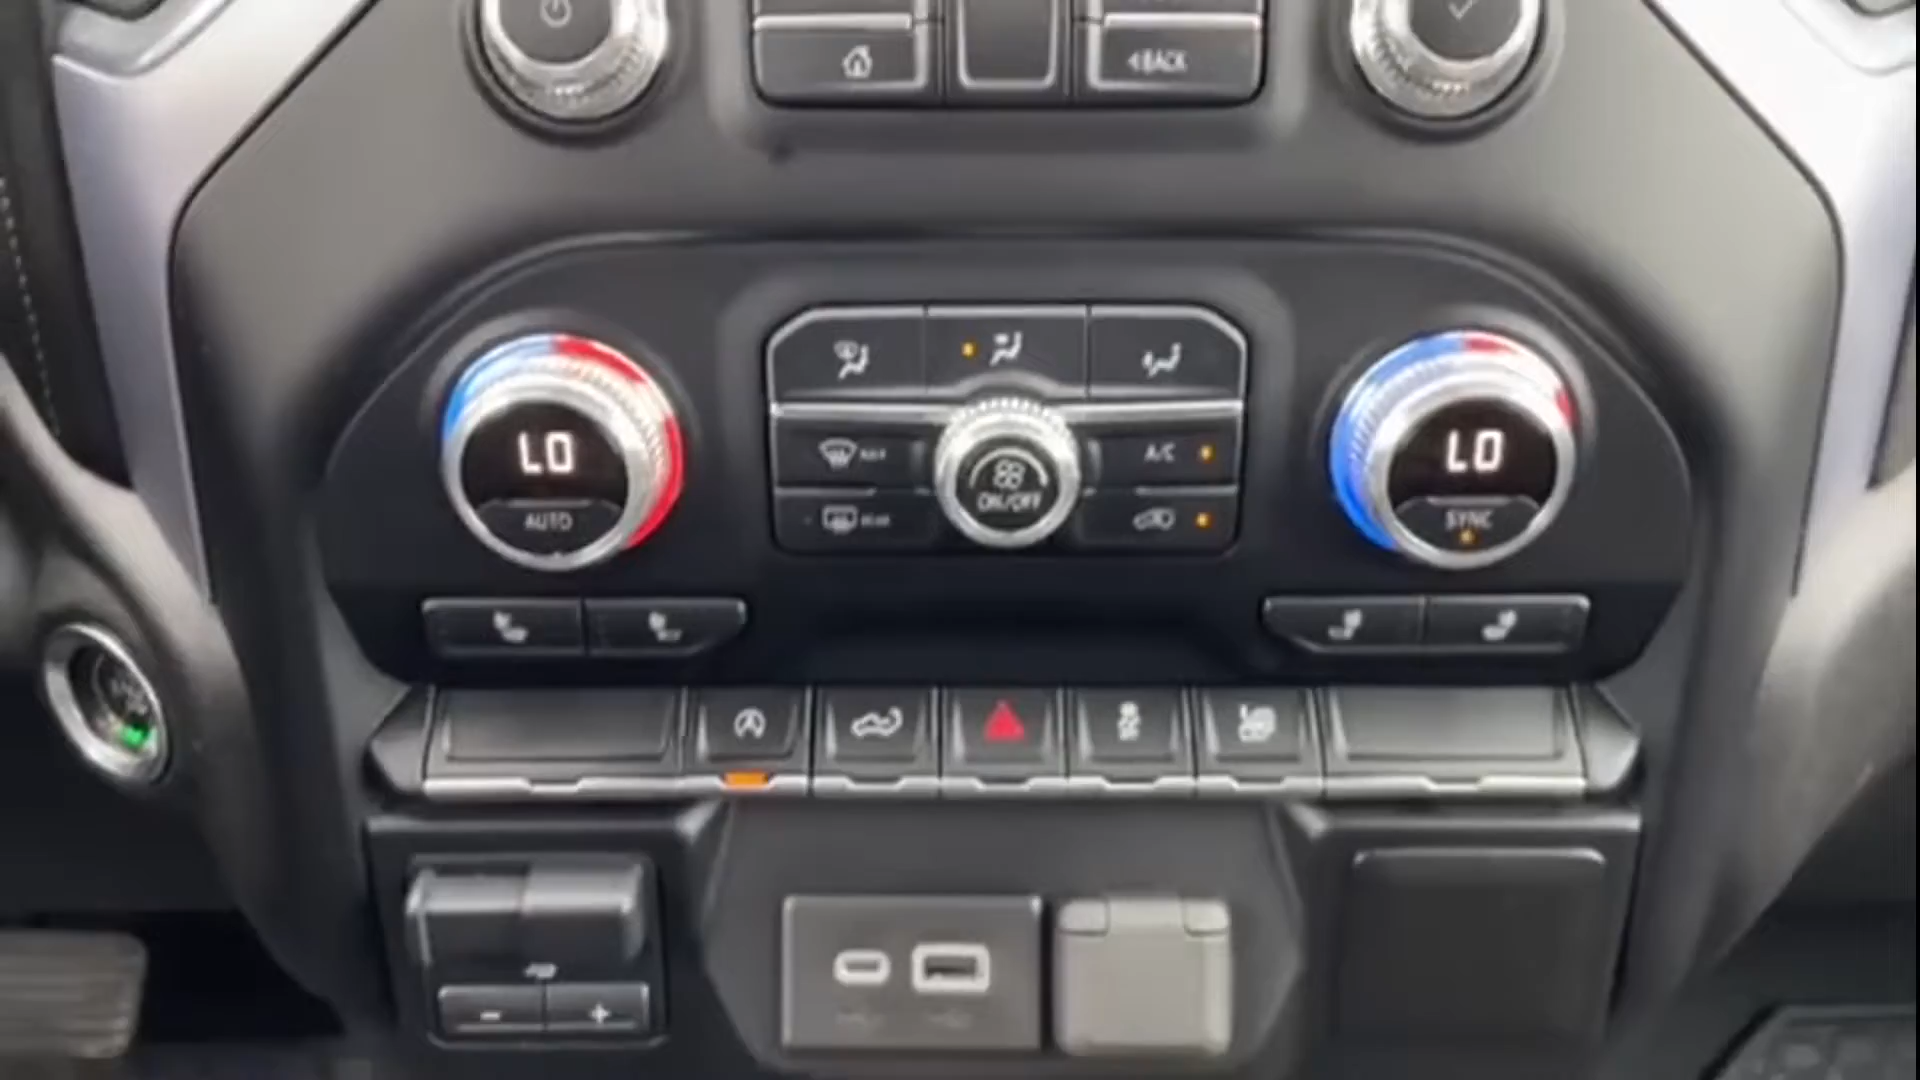 BACK
LO
LO
A/C
ON/OFF
AUTO
SYNC
- +